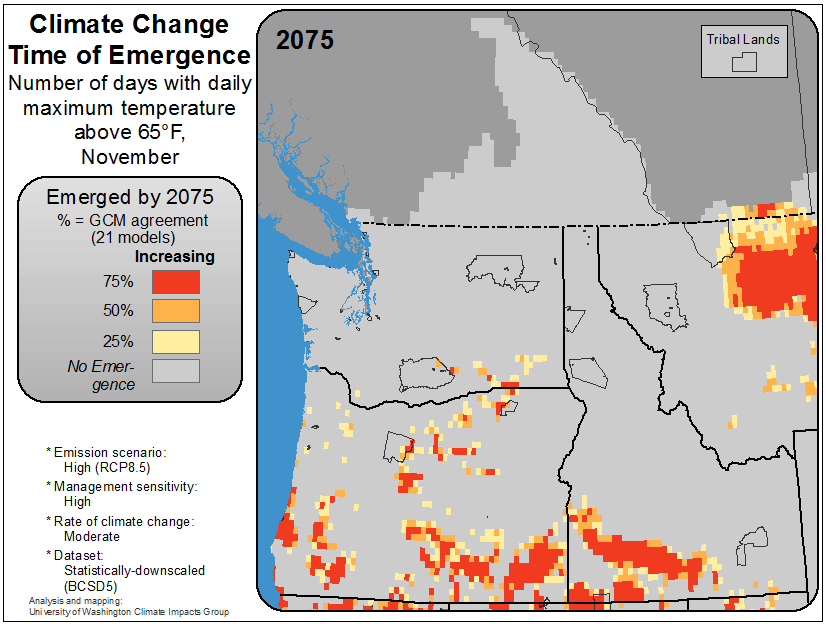 Climate Change
Time of Emergence
Number of days with daily
maximum temperature
above 65°F,
November
Emerged by 2075
% = GCM agreement
(21 models)
Increasing
75%
50%
25%
No Emer-
gence
* Emission scenario:
High (RCP8.5)
* Management sensitivity:
High
* Rate of climate change:
Moderate
* Dataset:
Statistically-downscaled
(BCSD5)
Analysis and mapping:
University of Washington Climate Impacts Group
2075
Tribal Lands